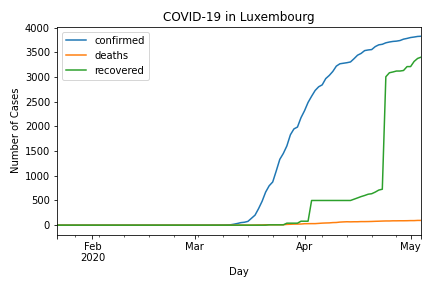 COVID-19 in Luxembourg
confirmed
deaths
recovered
Number of Cases
4000
3500
3000
2500
2000
1500
1000
500
0
Feb
2020
Mar
Apr
May
Day